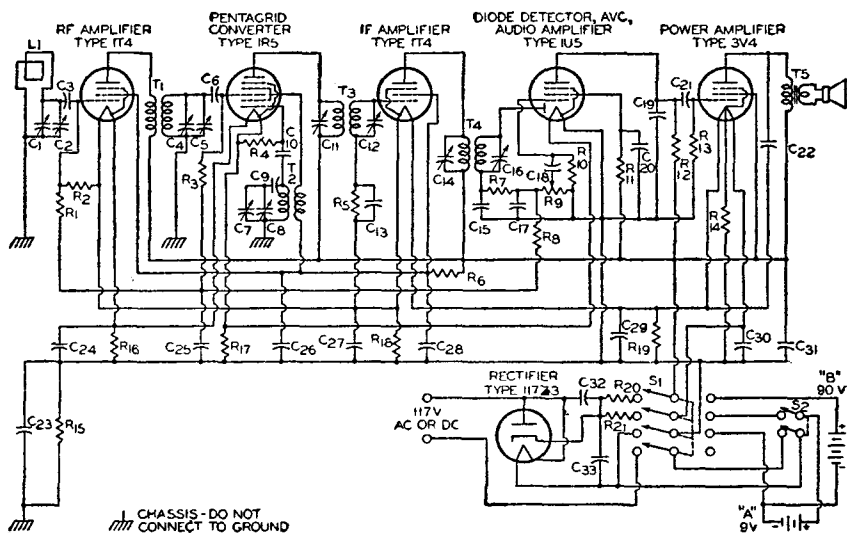 RF AMPLIFIER
TYPE 1T4
PENTAGRID
CONVERTER
TYPE 1R5
IF AMPLIFIER
TYPE 1T4
DIODE DETECTOR, AVC,
AUDIO AMPLIFIER
TYPE 1U5
POWER AMPLIFIER
TYPE 3V4
L1
C3
T1
C6
T3
T4
C19
C21
T5
C1
C2
C4
C5
R4
C10
C11
C12
C14
C16
C18
R10
R11
C20
R12
R13
C22
R1
R2
R3
C9
T2
C7
C8
R5
C13
R7
R9
C15
C17
R8
R14
R6
C24
R16
C25
R17
C26
C27
R18
C28
C29
R19
C30
C31
C23
R15
RECTIFIER
TYPE 117Z3
C32
R20
S1
117V
AC OR DC
R21
C33
S2
"B"
90 V
"A"
9V
CHASSIS - DO NOT
CONNECT TO GROUND